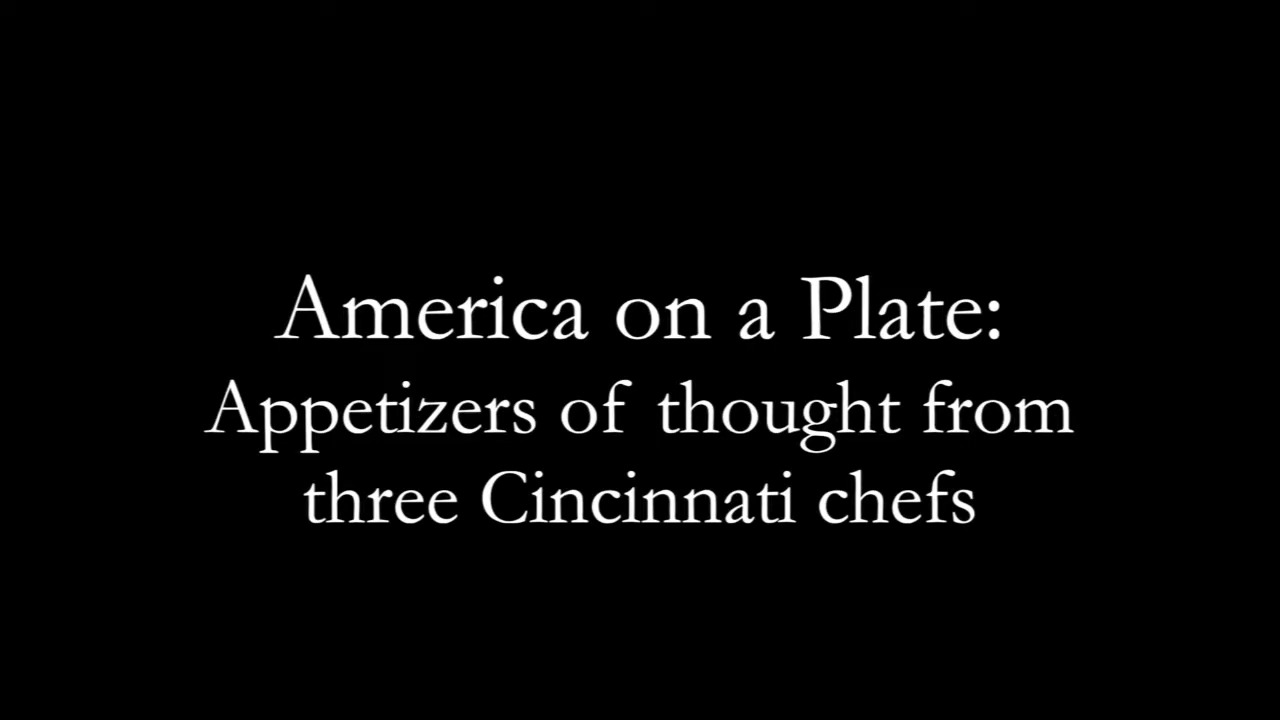 America on a Plate:
Appetizers of thought from
three Cincinnati chefs